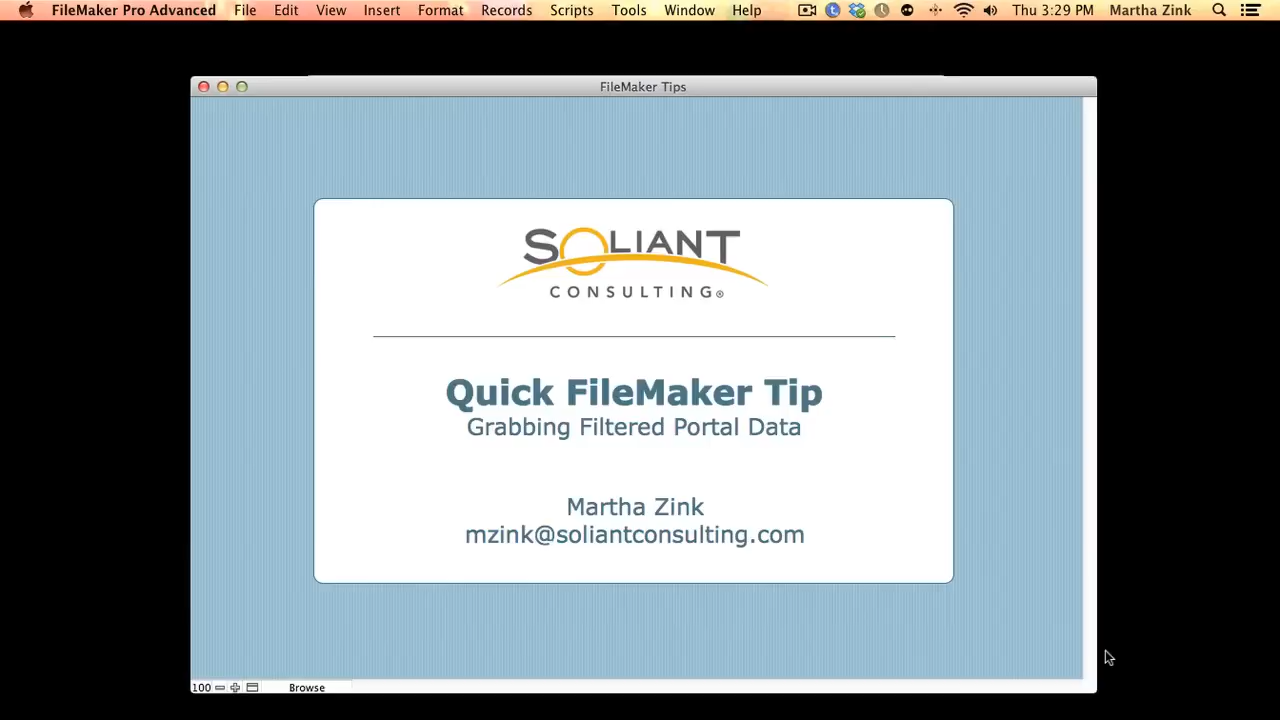 FileMaker Pro Advanced File Edit View Insert Format Records Scripts Tools Window Help Thu 3:29 PM Martha Zink
FileMaker Tips
SOLIANT
CONSULTING®
Quick FileMaker Tip
Grabbing Filtered Portal Data
Martha Zink
mzink@soliantconsulting.com
100 Browse